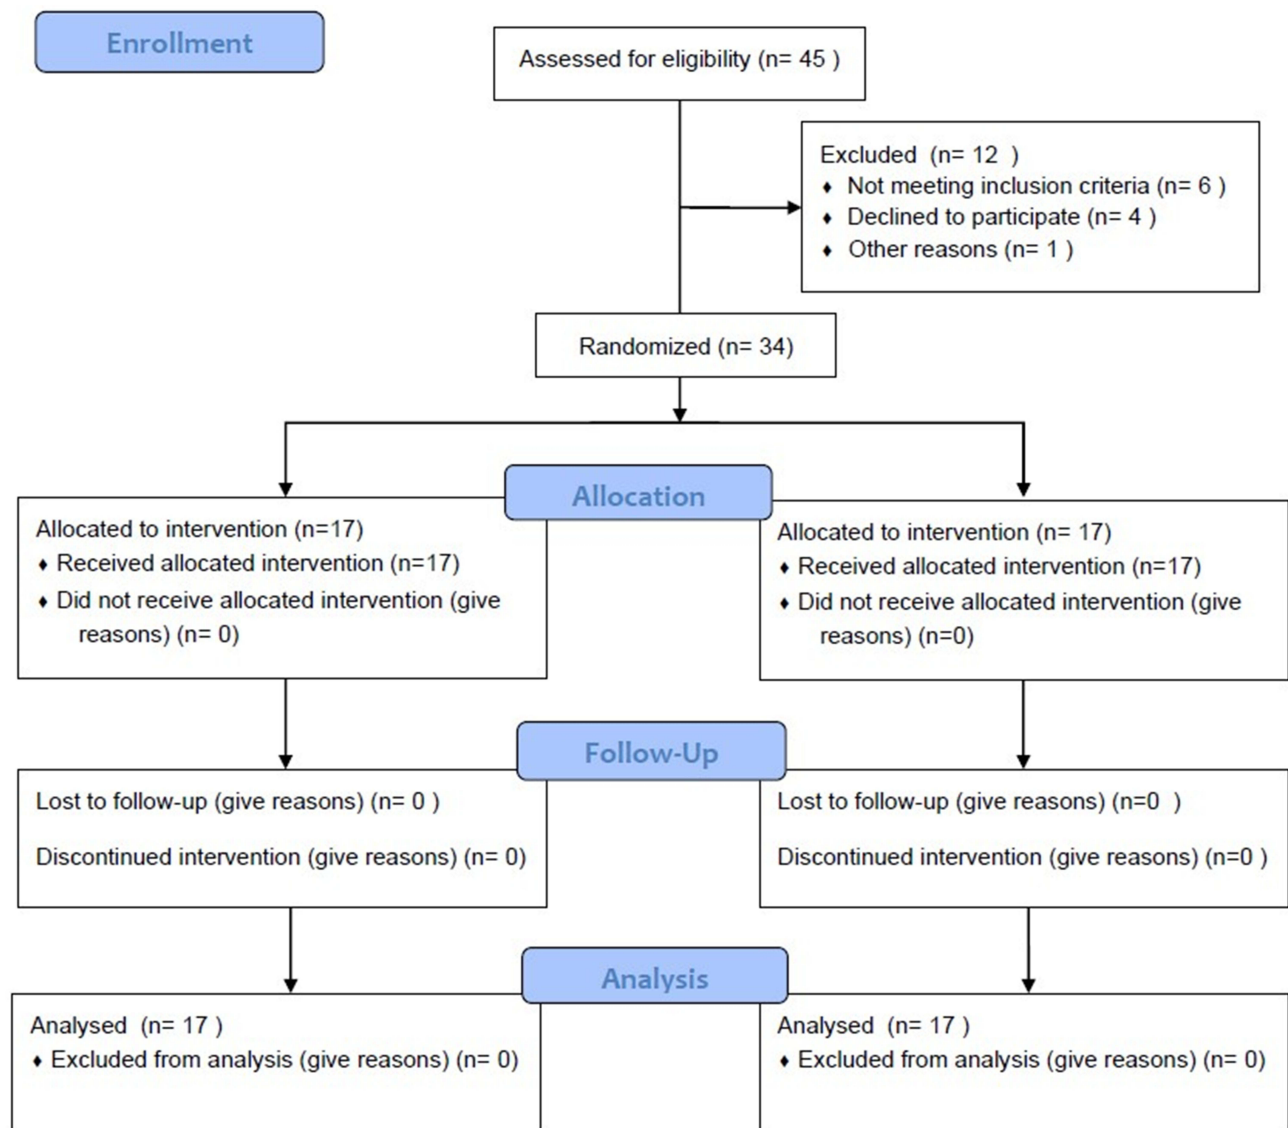 Enrollment
Assessed for eligibility (n= 45 )
Excluded (n= 12 )
♦ Not meeting inclusion criteria (n= 6 )
♦ Declined to participate (n= 4 )
♦ Other reasons (n= 1 )
Randomized (n= 34)
Allocation
Allocated to intervention (n=17)
♦ Received allocated intervention (n=17)
♦ Did not receive allocated intervention (give
reasons) (n= 0)
Allocated to intervention (n= 17)
♦ Received allocated intervention (n=17)
♦ Did not receive allocated intervention (give
reasons) (n=0)
Follow-Up
Lost to follow-up (give reasons) (n= 0 )
Discontinued intervention (give reasons) (n= 0)
Lost to follow-up (give reasons) (n=0 )
Discontinued intervention (give reasons) (n=0 )
Analysis
Analysed (n= 17 )
♦ Excluded from analysis (give reasons) (n= 0)
Analysed (n= 17 )
♦ Excluded from analysis (give reasons) (n= 0)